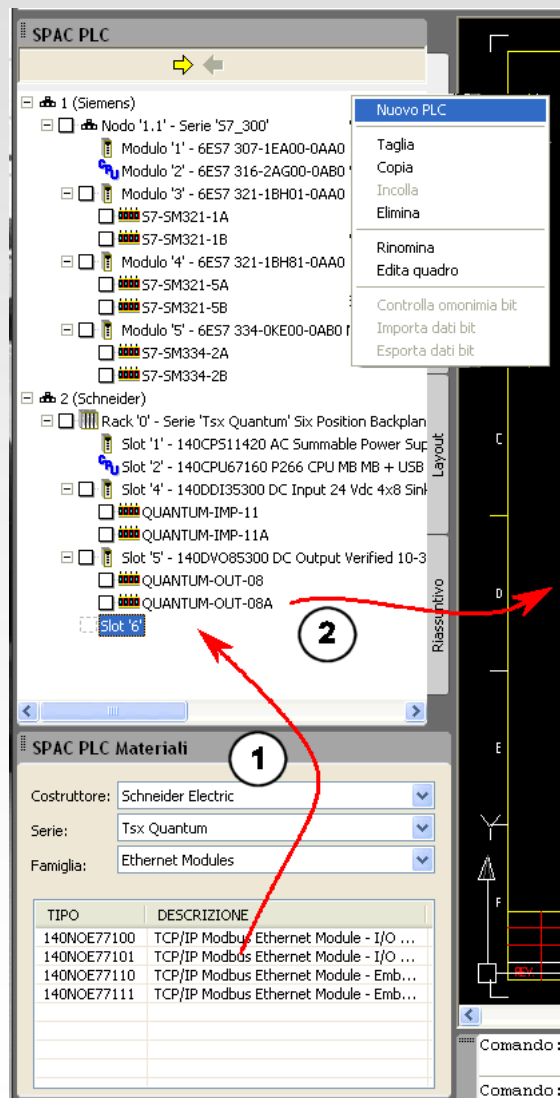 SPAC PLC
1 (Siemens)
Nodo '1.1' - Serie 'S7_300'
Modulo '1' - 6ES7 307-1EA00-0AA0
Modulo '2' - 6ES7 316-2AG00-0AB0
Modulo '3' - 6ES7 321-1BH01-0AA0
S7-SM321-1A
S7-SM321-1B
Modulo '4' - 6ES7 321-1BH81-0AA0
S7-SM321-5A
S7-SM321-5B
Modulo '5' - 6ES7 334-0KE00-0AB0
S7-SM334-2A
S7-SM334-2B
2 (Schneider)
Rack '0' - Serie 'Tsx Quantum' Six Position Backplan
Slot '1' - 140CPS11420 AC Summable Power Sup
Slot '2' - 140CPU67160 P266 CPU MB MB + USB
Slot '4' - 140DDI35300 DC Input 24 Vdc 4x8 Sink
QUANTUM-IMP-11
QUANTUM-IMP-11A
Slot '5' - 140DVO85300 DC Output Verified 10-3
QUANTUM-OUT-08
QUANTUM-OUT-08A
Slot '6'
Nuovo PLC
Taglia
Copia
Incolla
Elimina
Rinomina
Edita quadro
Controlla omonimia bit
Importa dati bit
Esporta dati bit
Layout
Riassuntivo
2
1
SPAC PLC Materiali
Costruttore: Schneider Electric
Serie: Tsx Quantum
Famiglia: Ethernet Modules
TIPO DESCRIZIONE
140NOE77100 TCP/IP Modbus Ethernet Module - I/O ...
140NOE77101 TCP/IP Modbus Ethernet Module - I/O ...
140NOE77110 TCP/IP Modbus Ethernet Module - Emb...
140NOE77111 TCP/IP Modbus Ethernet Module - Emb...
C
D
E
F
Y
REV.
Comando:
Comando: